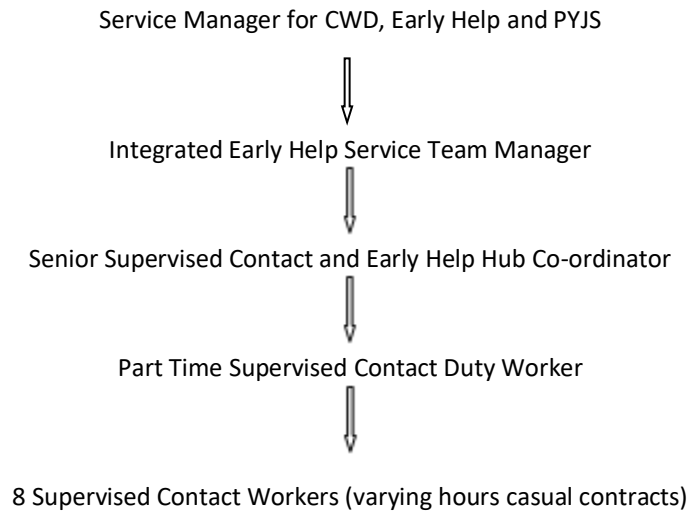 Service Manager for CWD, Early Help and PYJS
Integrated Early Help Service Team Manager
Senior Supervised Contact and Early Help Hub Co-ordinator
Part Time Supervised Contact Duty Worker
8 Supervised Contact Workers (varying hours casual contracts)